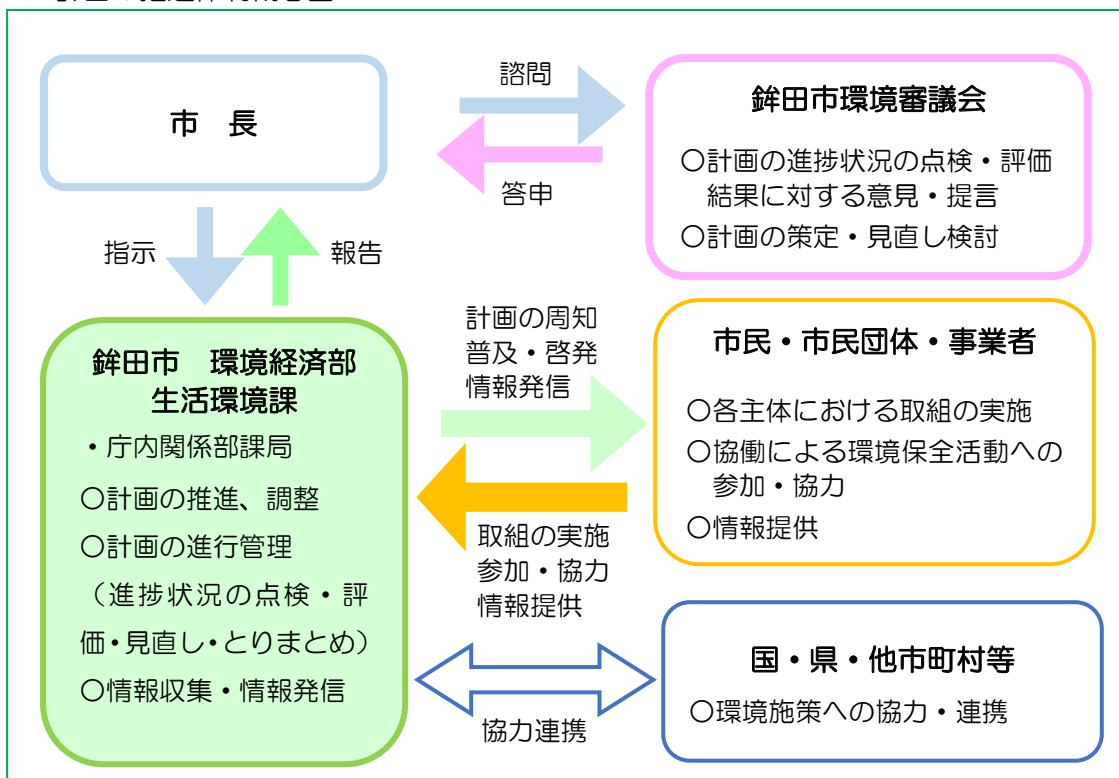 市　長
諮問
答申
鉾田市環境審議会
〇計画の進捗状況の点検・評価
結果に対する意見・提言
〇計画の策定・見直し検討
指示
報告
鉾田市　環境経済部
生活環境課
・庁内関係部課局
〇計画の推進、調整
〇計画の進行管理
（進捗状況の点検・評
価・見直し・とりまとめ）
〇情報収集・情報発信
計画の周知
普及・啓発
情報発信
取組の実施
参加・協力
情報提供
市民・市民団体・事業者
〇各主体における取組の実施
〇協働による環境保全活動への
参加・協力
〇情報提供
協力連携
国・県・他市町村等
〇環境施策への協力・連携